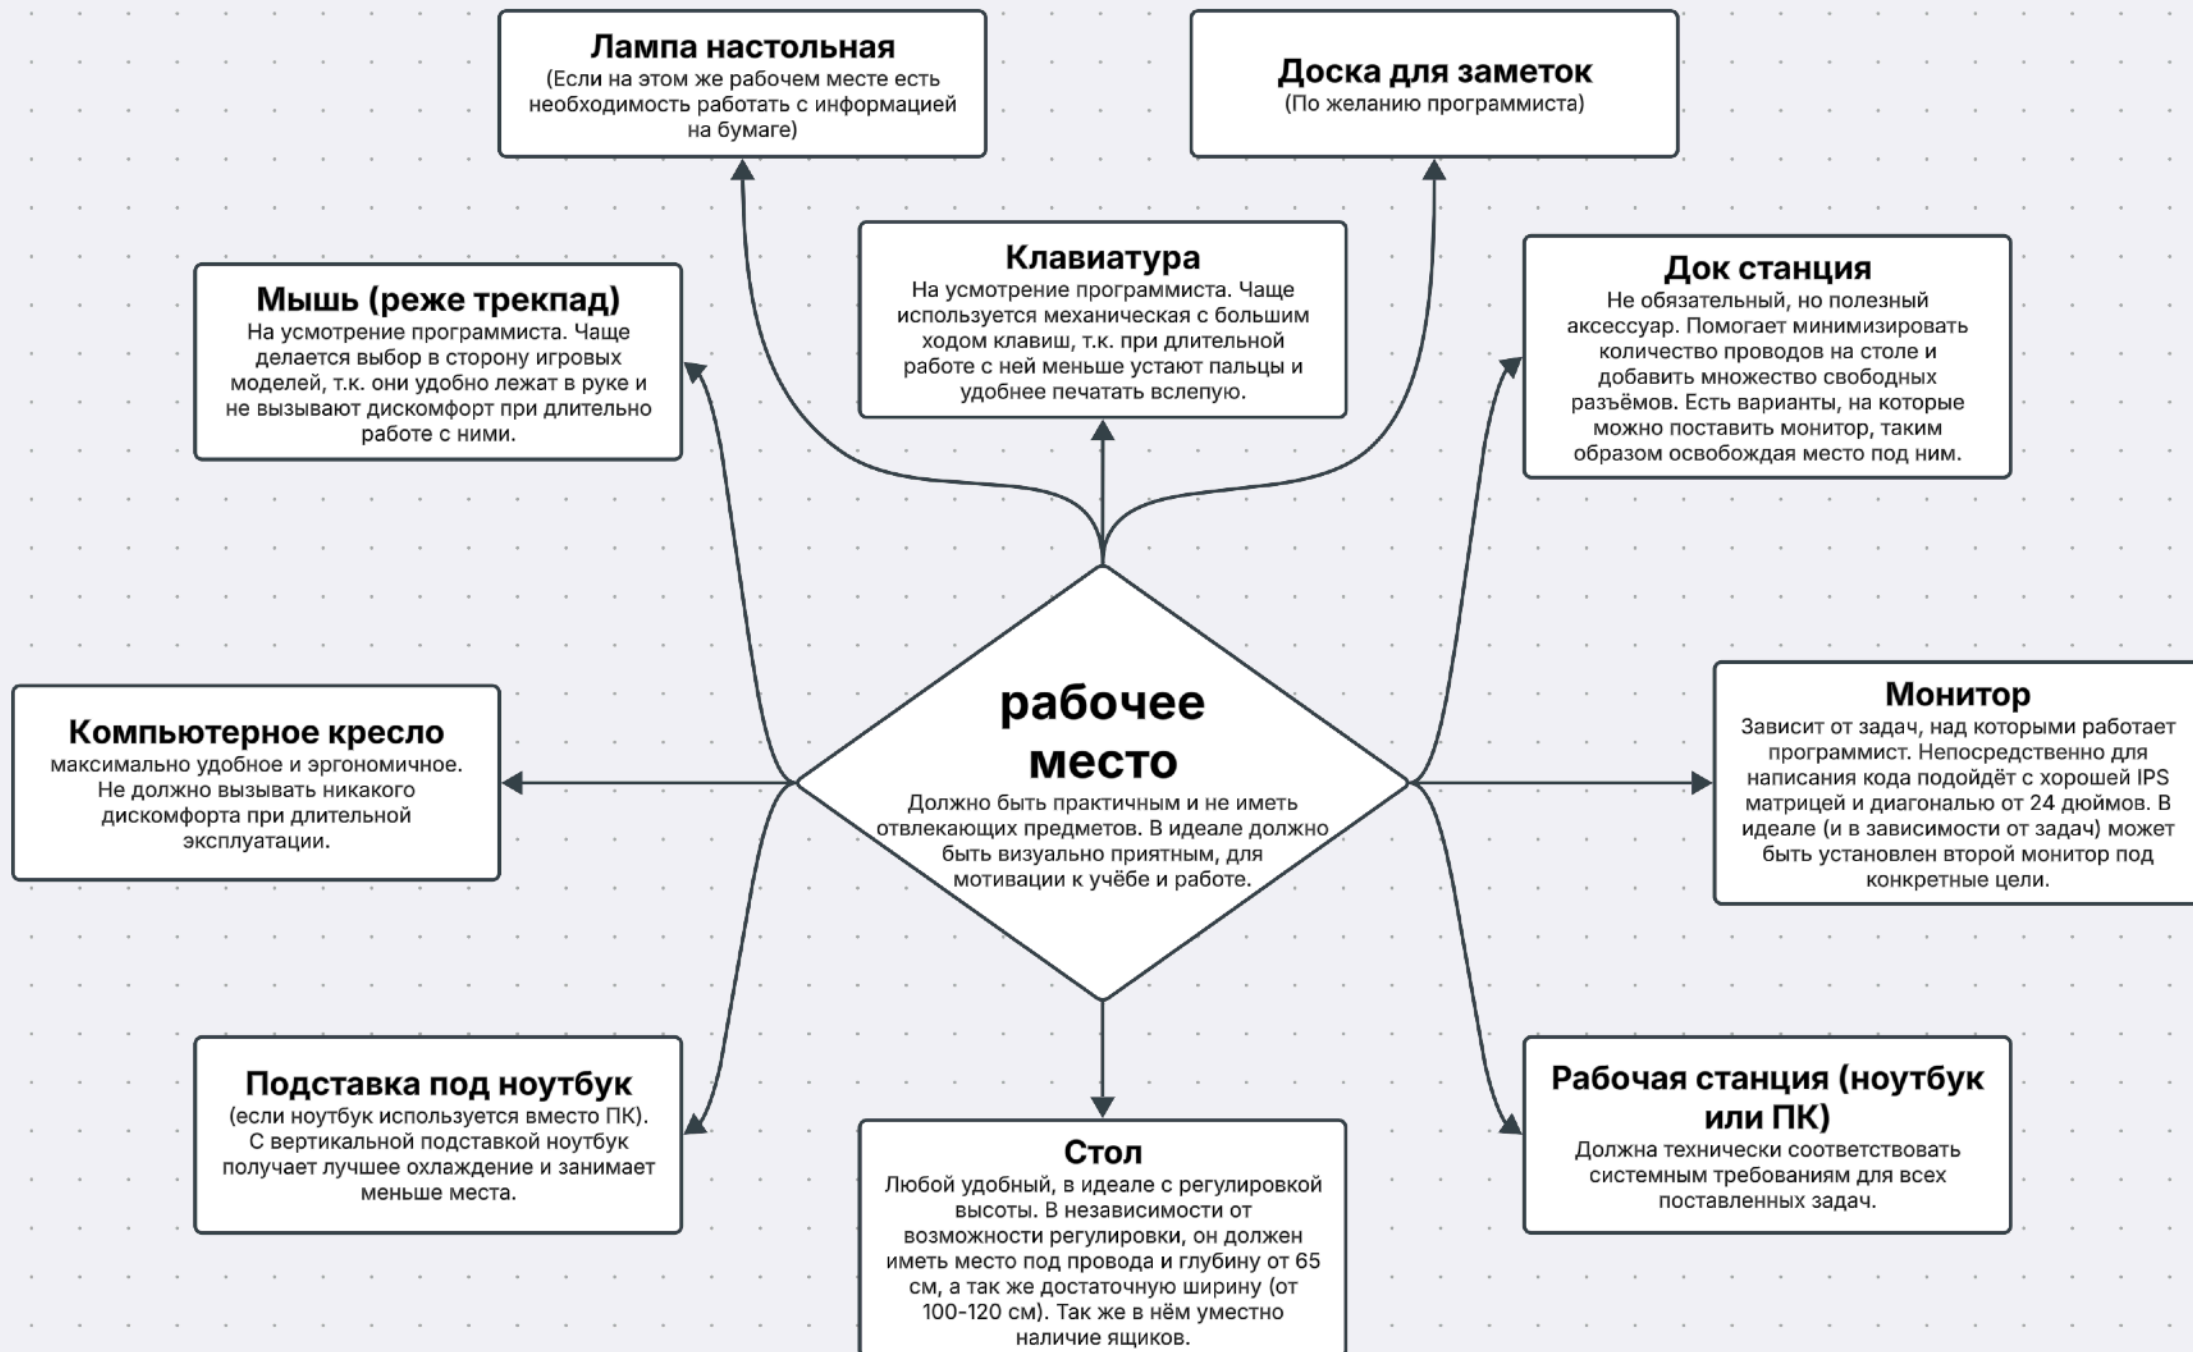 Лампа настольная
(Если на этом же рабочем месте есть
необходимость работать с информацией
на бумаге)
Доска для заметок
(По желанию программиста)
Мышь (реже трекпад)
На усмотрение программиста. Чаще
делается выбор в сторону игровых
моделей, т.к. они удобно лежат в руке и
не вызывают дискомфорт при длительно
работе с ними.
Клавиатура
На усмотрение программиста. Чаще
используется механическая с большим
ходом клавиш, т.к. при длительной
работе с ней меньше устают пальцы и
удобнее печатать вслепую.
Док станция
Не обязательный, но полезный
аксессуар. Помогает минимизировать
количество проводов на столе и
добавить множество свободных
разъёмов. Есть варианты, на которые
можно поставить монитор, таким
образом освобождая место под ним.
Компьютерное кресло
максимально удобное и эргономичное.
Не должно вызывать никакого
дискомфорта при длительной
эксплуатации.
рабочее
место
Должно быть практичным и не иметь
отвлекающих предметов. В идеале должно
быть визуально приятным, для
мотивации к учёбе и работе.
Монитор
Зависит от задач, над которыми работает
программист. Непосредственно для
написания кода подойдёт с хорошей IPS
матрицей и диагональю от 24 дюймов. В
идеале (и в зависимости от задач) может
быть установлен второй монитор под
конкретные цели.
Подставка под ноутбук
(если ноутбук используется вместо ПК).
С вертикальной подставкой ноутбук
получает лучшее охлаждение и занимает
меньше места.
Стол
Любой удобный, в идеале с регулировкой
высоты. В независимости от
возможности регулировки, он должен
иметь место под провода и глубину от 65
см, а так же достаточную ширину (от
100-120 см). Так же в нём уместно
наличие ящиков.
Рабочая станция (ноутбук
или ПК)
Должна технически соответствовать
системным требованиям для всех
поставленных задач.